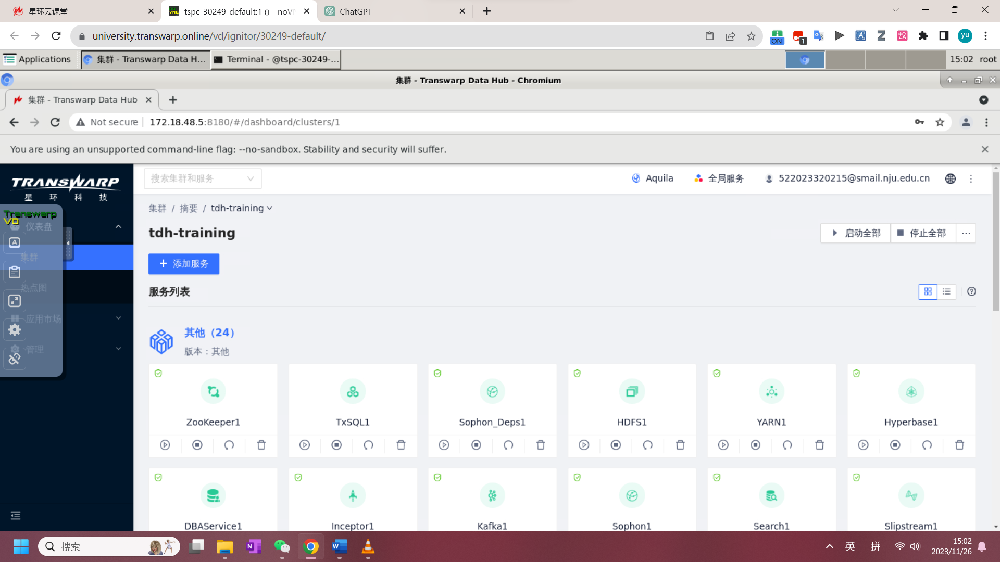 星环云课堂
tspc-30249-default:1 () - noVN
ChatGPT
university.transwarp.online/vd/ignitor/30249-default/
ON
1
yu
Applications
集群 - Transwarp Data H...
Terminal - @tspc-30249-...
15:02 root
集群 - Transwarp Data Hub - Chromium
集群 - Transwarp Data Hub
Not secure
172.18.48.5:8180/#/dashboard/clusters/1
You are using an unsupported command-line flag: --no-sandbox. Stability and security will suffer.
TRANSWARP
星 环 科 技
搜索集群和服务
Aquila
全局服务
522023320215@smail.nju.edu.cn
Transwarp
VD
仪表盘
集群
热点图
应用市场
管理
集群 / 摘要 / tdh-training
tdh-training
启动全部
停止全部
添加服务
服务列表
其他（24）
版本：其他
ZooKeeper1
TxSQL1
Sophon_Deps1
HDFS1
YARN1
Hyperbase1
DBAService1
Inceptor1
Kafka1
Sophon1
Search1
Slipstream1
搜索
英
拼
15:02
2023/11/26